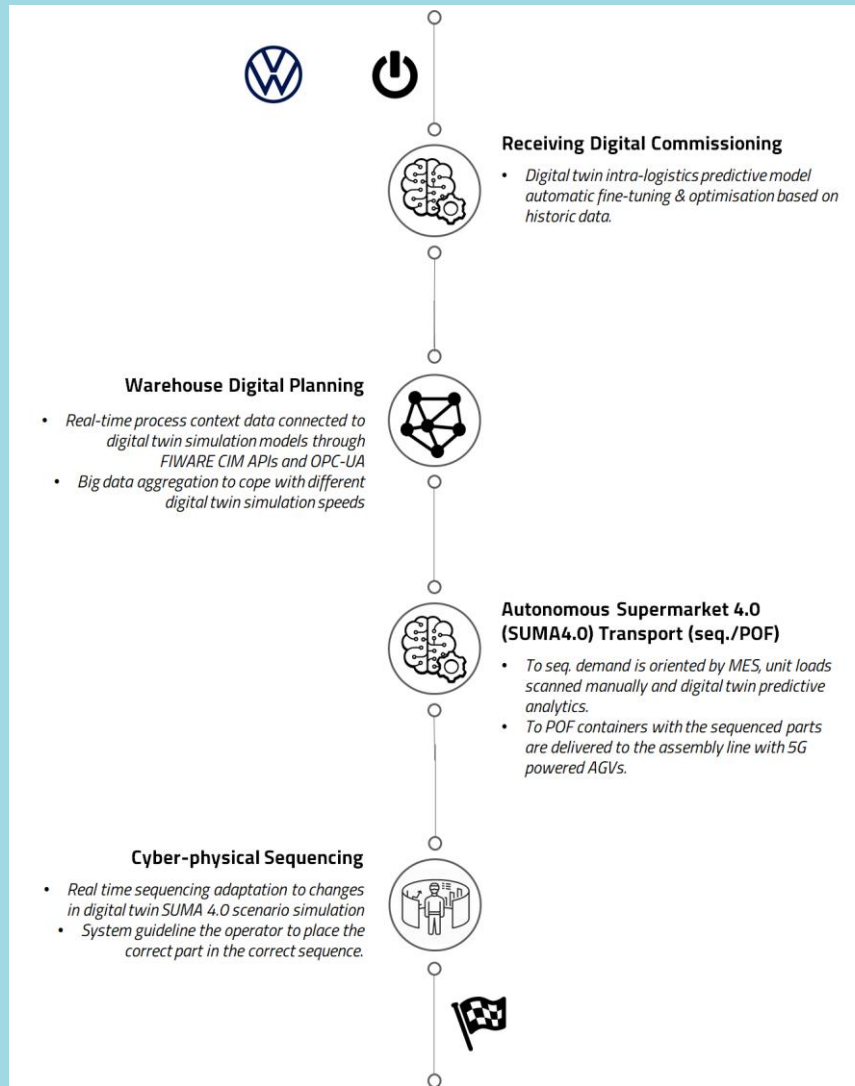 Receiving Digital Commissioning
• Digital twin intra-logistics predictive model
automatic fine-tuning & optimisation based on
historic data.
Warehouse Digital Planning
• Real-time process context data connected to
digital twin simulation models through
FIWARE CIM APIs and OPC-UA
• Big data aggregation to cope with different
digital twin simulation speeds
Autonomous Supermarket 4.0
(SUMA4.0) Transport (seq./POF)
• To seq. demand is oriented by MES, unit loads
scanned manually and digital twin predictive
analytics.
• To POF containers with the sequenced parts
are delivered to the assembly line with 5G
powered AGVs.
Cyber-physical Sequencing
• Real time sequencing adaptation to changes
in digital twin SUMA 4.0 scenario simulation
• System guideline the operator to place the
correct part in the correct sequence.